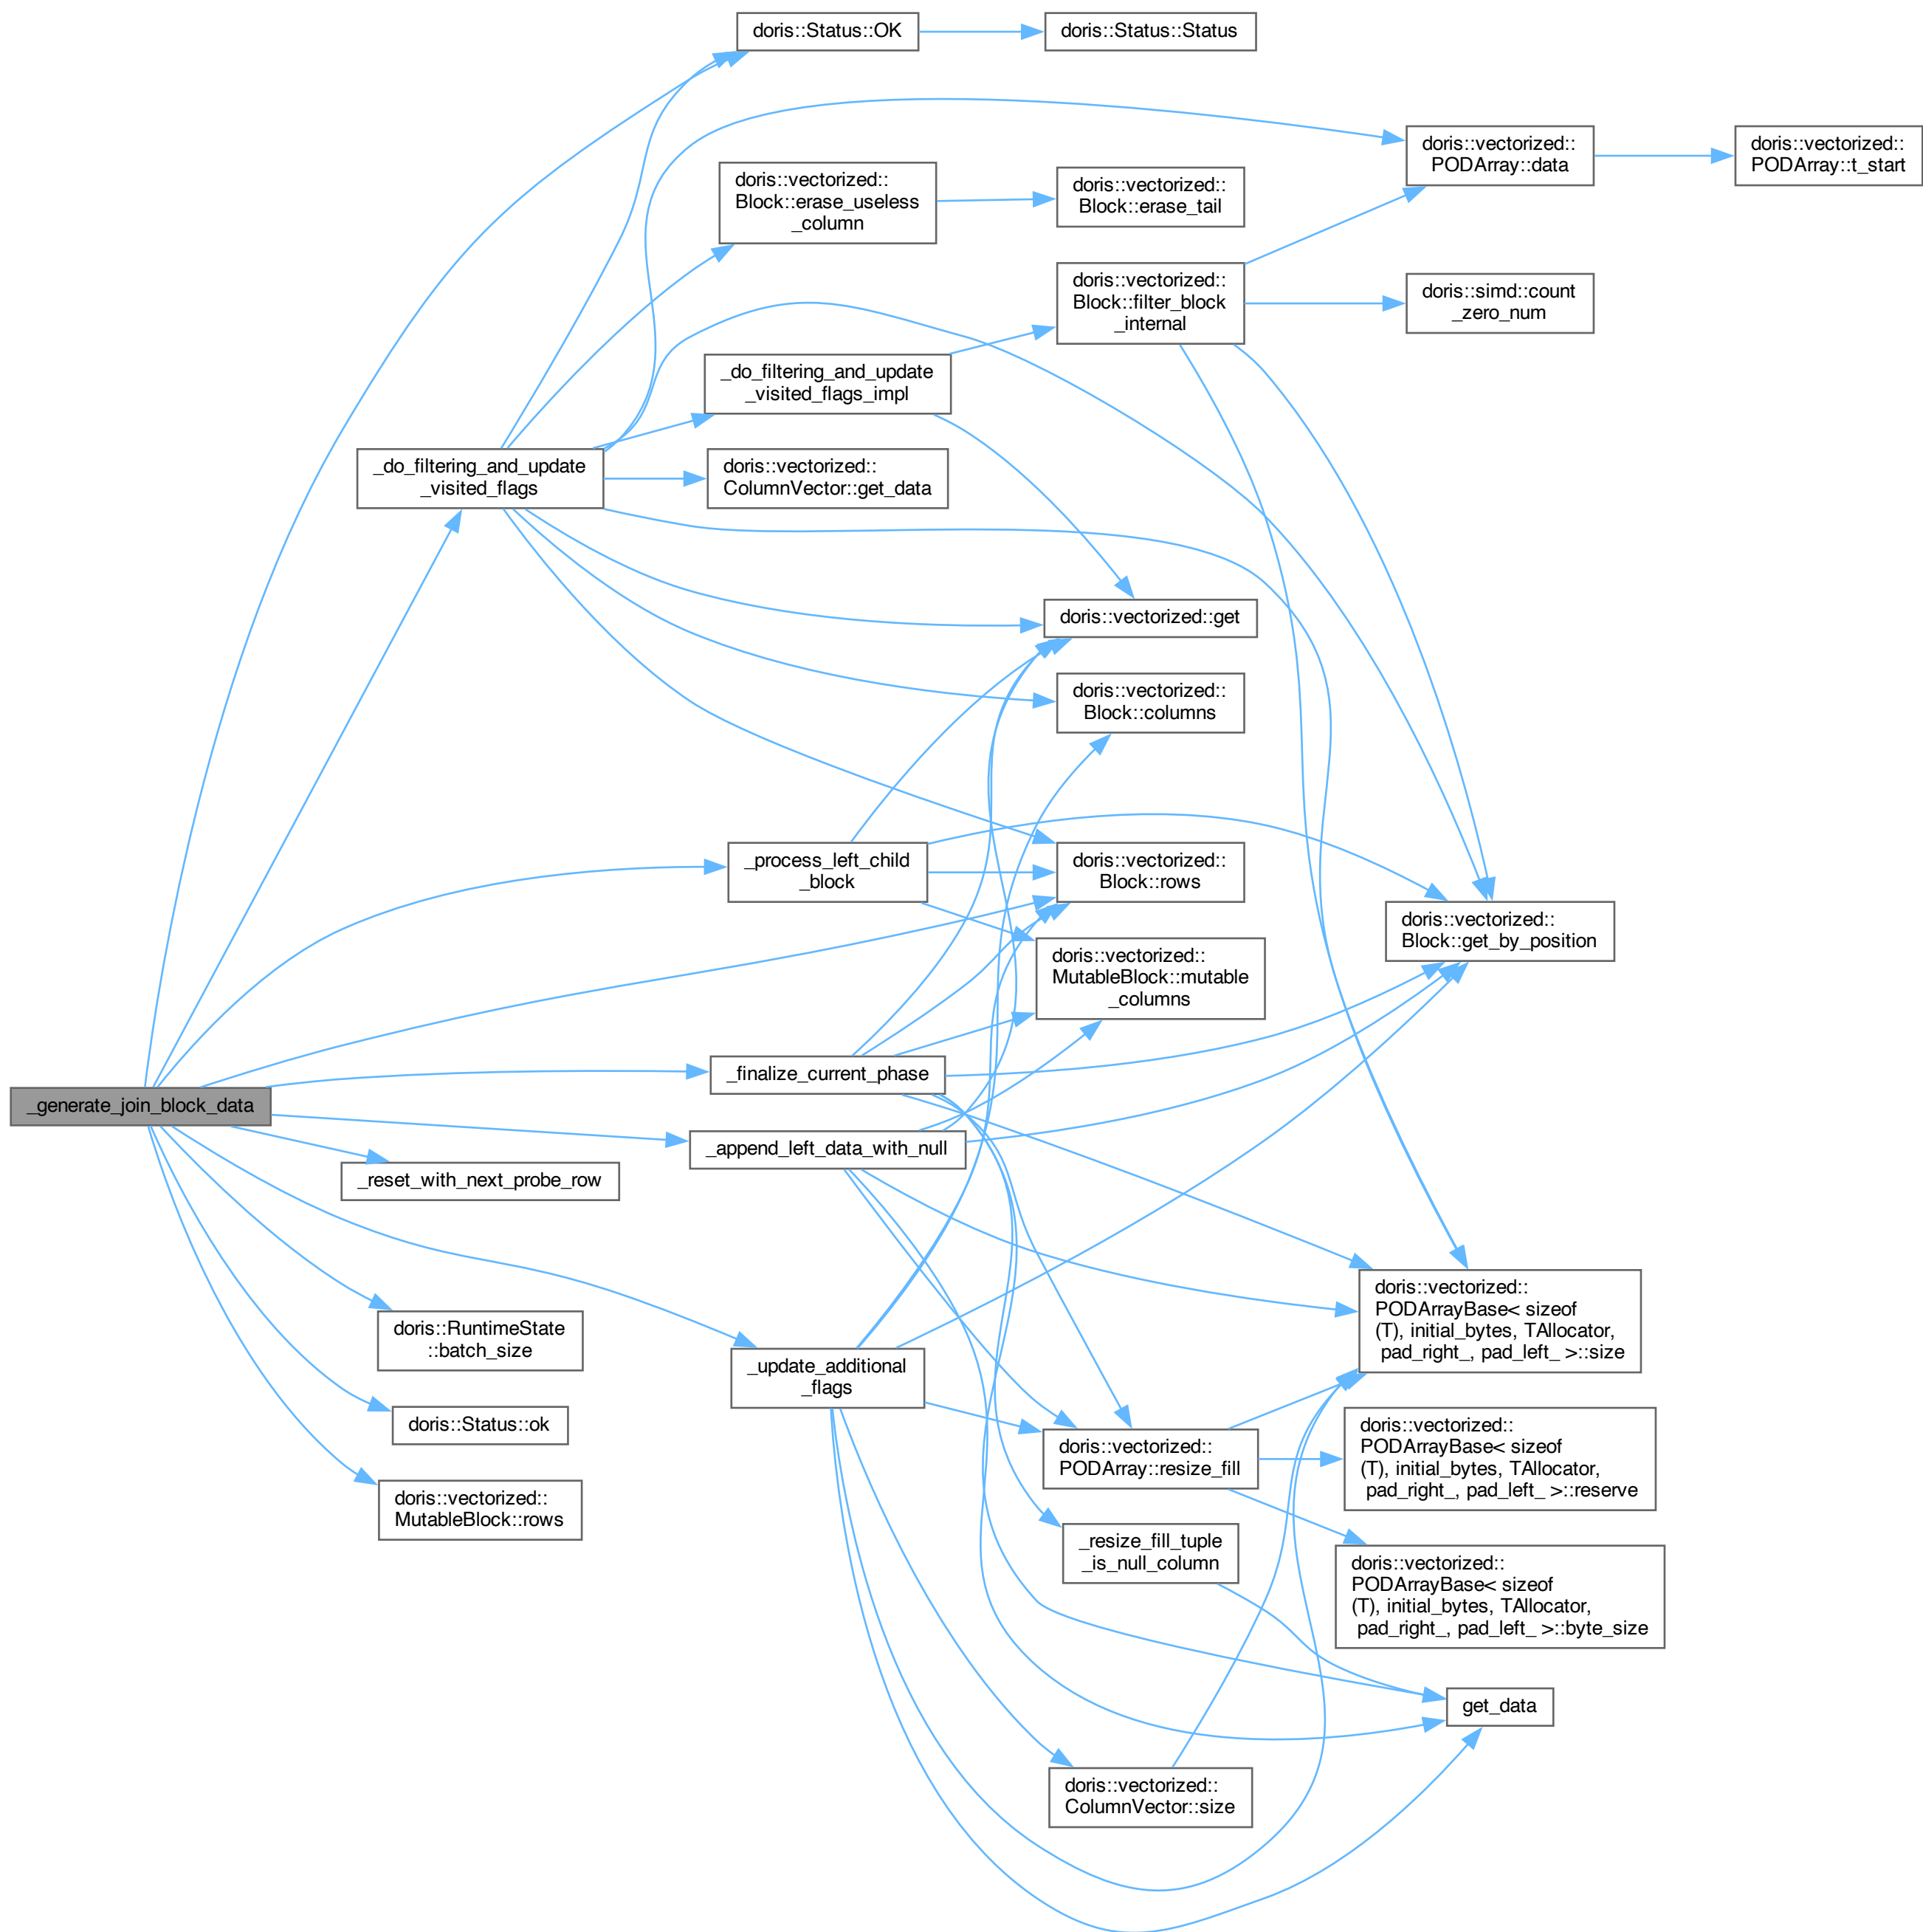 doris::Status::OK
doris::Status::Status
doris::vectorized::
PODArray::data
doris::vectorized::
PODArray::t_start
doris::vectorized::
Block::erase_useless
_column
doris::vectorized::
Block::erase_tail
doris::vectorized::
Block::filter_block
_internal
doris::simd::count
_zero_num
_do_filtering_and_update
_visited_flags_impl
_do_filtering_and_update
_visited_flags
doris::vectorized::
ColumnVector::get_data
doris::vectorized::get
doris::vectorized::
Block::columns
_process_left_child
_block
doris::vectorized::
Block::rows
doris::vectorized::
Block::get_by_position
doris::vectorized::
MutableBlock::mutable
_columns
_finalize_current_phase
_generate_join_block_data
_append_left_data_with_null
_reset_with_next_probe_row
doris::vectorized::
PODArrayBase< sizeof
(T), initial_bytes, TAllocator,
pad_right_, pad_left_ >::size
doris::RuntimeState
::batch_size
_update_additional
_flags
doris::Status::ok
doris::vectorized::
PODArray::resize_fill
doris::vectorized::
PODArrayBase< sizeof
(T), initial_bytes, TAllocator,
pad_right_, pad_left_ >::reserve
doris::vectorized::
MutableBlock::rows
_resize_fill_tuple
_is_null_column
doris::vectorized::
PODArrayBase< sizeof
(T), initial_bytes, TAllocator,
pad_right_, pad_left_ >::byte_size
get_data
doris::vectorized::
ColumnVector::size